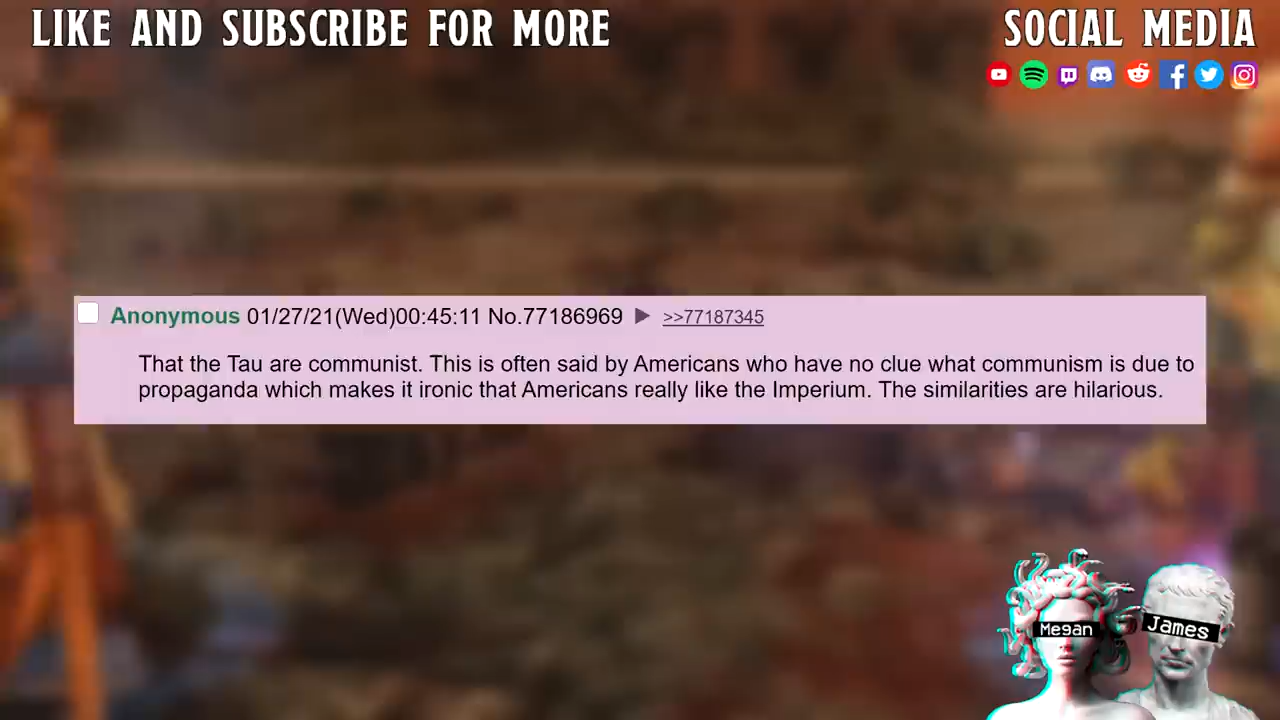 LIKE AND SUBSCRIBE FOR MORE
SOCIAL MEDIA
Anonymous 01/27/21(Wed)00:45:11 No.77186969 ▶ >>77187345
That the Tau are communist. This is often said by Americans who have no clue what communism is due to
propaganda which makes it ironic that Americans really like the Imperium. The similarities are hilarious.
Megan
James